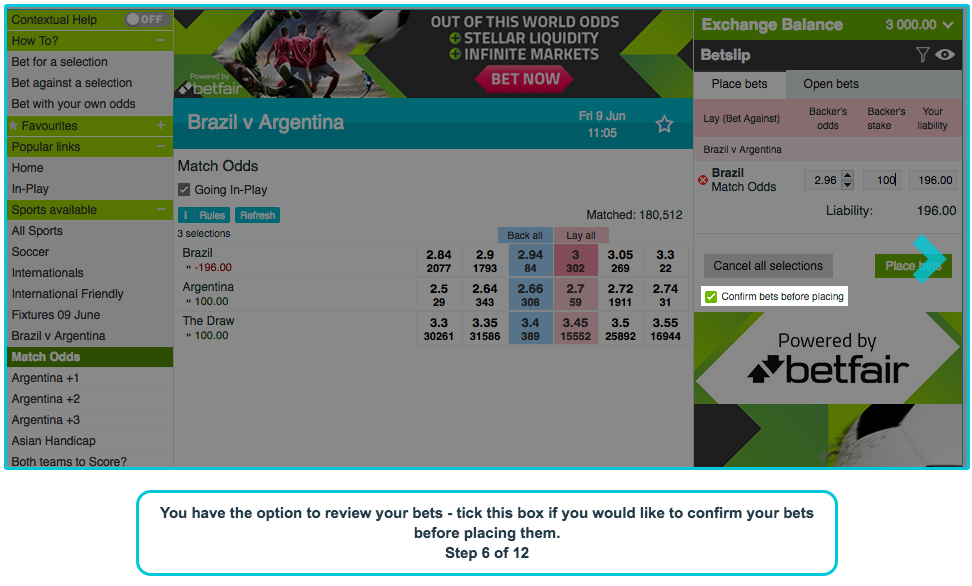 Contextual Help OFF
How To? −
Bet for a selection
Bet against a selection
Bet with your own odds
Favourites +
Popular links −
Home
In-Play
Sports available −
All Sports
Soccer
Internationals
International Friendly
Fixtures 09 June
Brazil v Argentina
Match Odds
Argentina +1
Argentina +2
Argentina +3
Asian Handicap
Both teams to Score?
Powered by
betfair
OUT OF THIS WORLD ODDS
STELLAR LIQUIDITY
INFINITE MARKETS
BET NOW
Brazil v Argentina
Fri 9 Jun
11:05
Match Odds
Going In-Play
i Rules Refresh Matched: 180,512
3 selections Back all Lay all
Brazil 2.84 2.9 2.94 3 3.05 3.3
» -196.00 2077 1793 84 302 269 22
Argentina 2.5 2.64 2.66 2.7 2.72 2.74
» 100.00 29 343 308 59 1911 31
The Draw 3.3 3.35 3.4 3.45 3.5 3.55
» 100.00 30261 31586 389 15552 25892 16944
Exchange Balance 3 000.00
Betslip
Place bets Open bets
Lay (Bet Against) Backer's odds Backer's stake Your liability
Brazil v Argentina
Brazil
Match Odds 2.96 100 196.00
Liability: 196.00
Cancel all selections Place bets
Confirm bets before placing
Powered by
betfair
You have the option to review your bets - tick this box if you would like to confirm your bets
before placing them.
Step 6 of 12